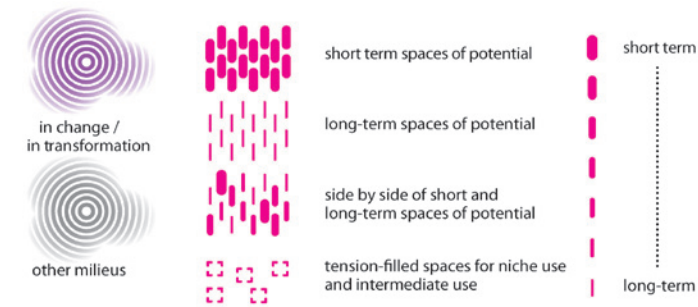 in change /
in transformation
other milieus
short term spaces of potential
long-term spaces of potential
side by side of short and
long-term spaces of potential
tension-filled spaces for niche use
and intermediate use
short term
long-term